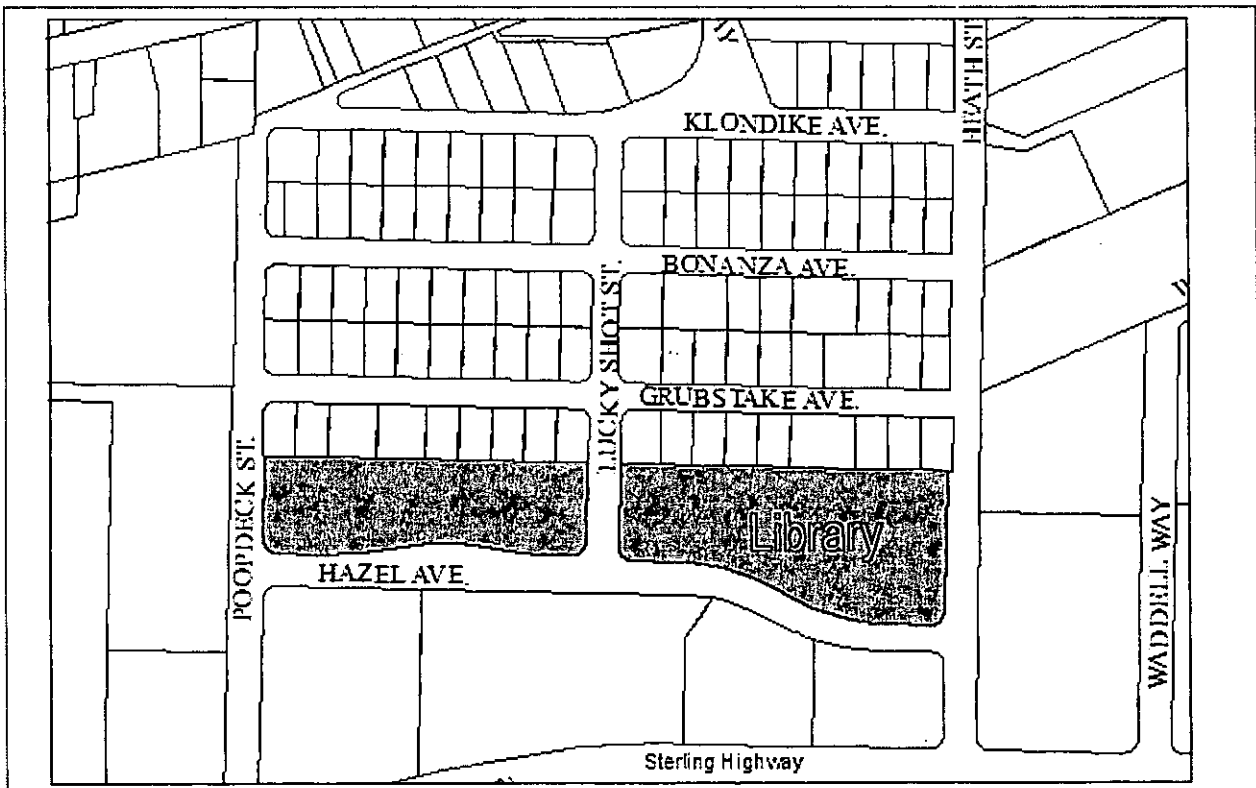 HEATH ST.
KLONDIKE AVE.
BONANZA AVE.
LUCKY SHOT ST.
GRUBSTAKE AVE.
POOPDECK ST.
Library
HAZEL AVE.
WADDELL WAY
Sterling Highway